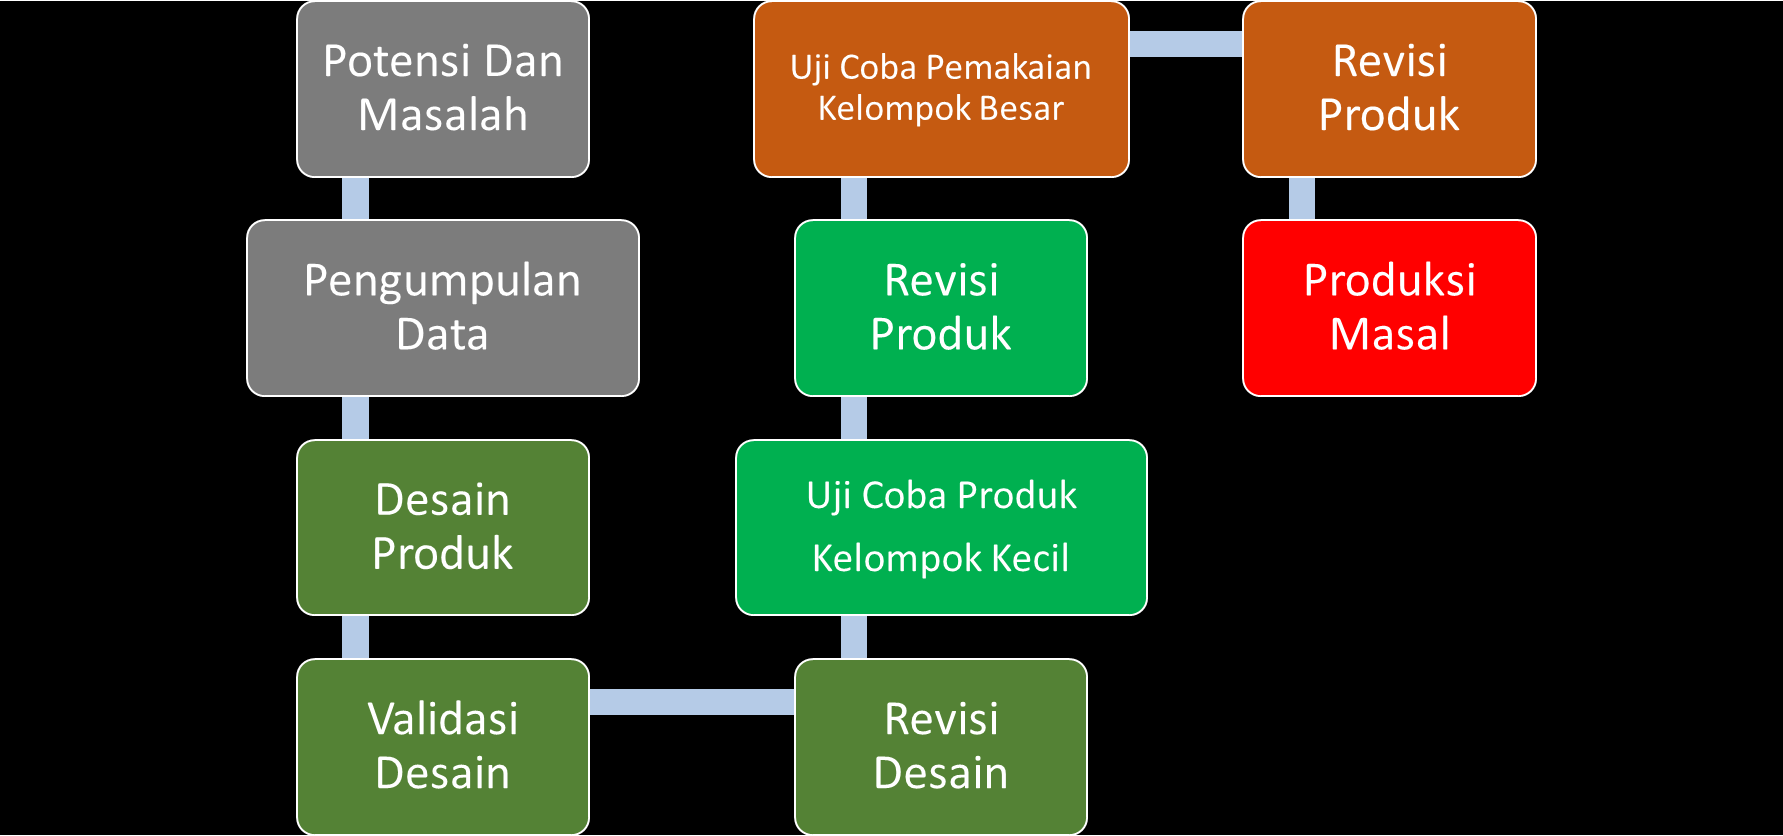 Potensi Dan
Masalah
Pengumpulan
Data
Desain
Produk
Validasi
Desain
Revisi
Desain
Uji Coba Produk
Kelompok Kecil
Revisi
Produk
Uji Coba Pemakaian
Kelompok Besar
Revisi
Produk
Produksi
Masal